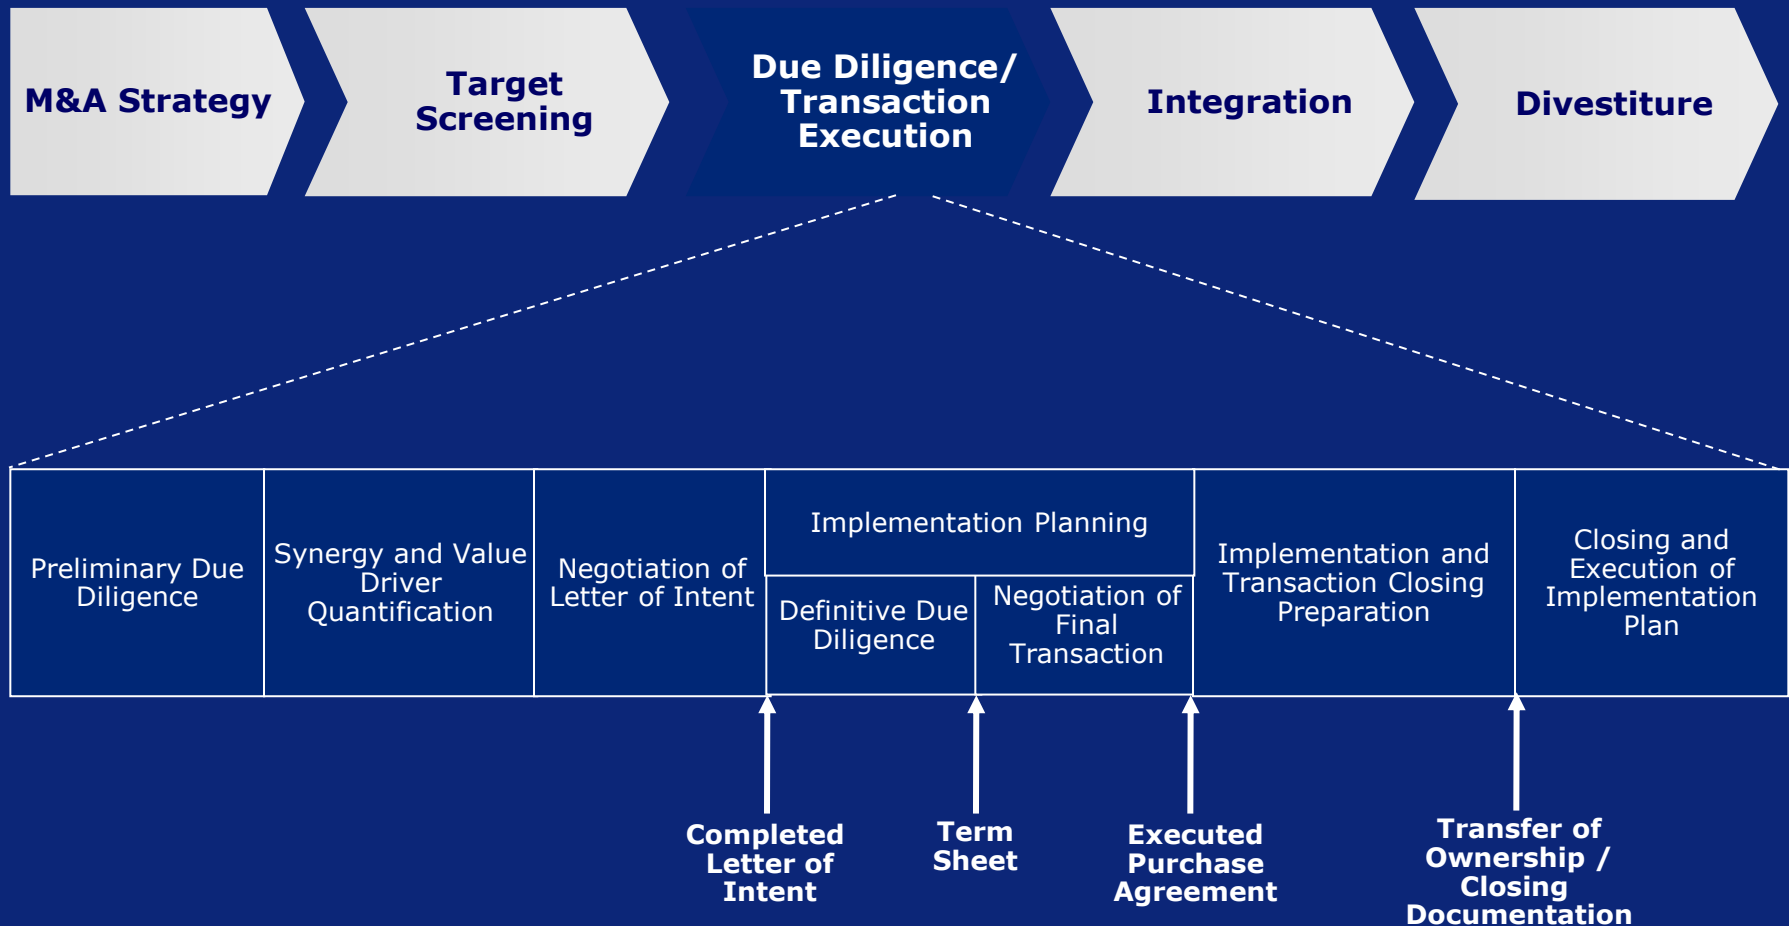 M&A Strategy
Target
Screening
Due Diligence/
Transaction
Execution
Integration
Divestiture
Preliminary Due
Diligence
Synergy and Value
Driver
Quantification
Negotiation of
Letter of Intent
Implementation Planning
Definitive Due
Diligence
Negotiation of
Final
Transaction
Implementation and
Transaction Closing
Preparation
Closing and
Execution of
Implementation
Plan
Completed
Letter of
Intent
Term
Sheet
Executed
Purchase
Agreement
Transfer of
Ownership /
Closing
Documentation